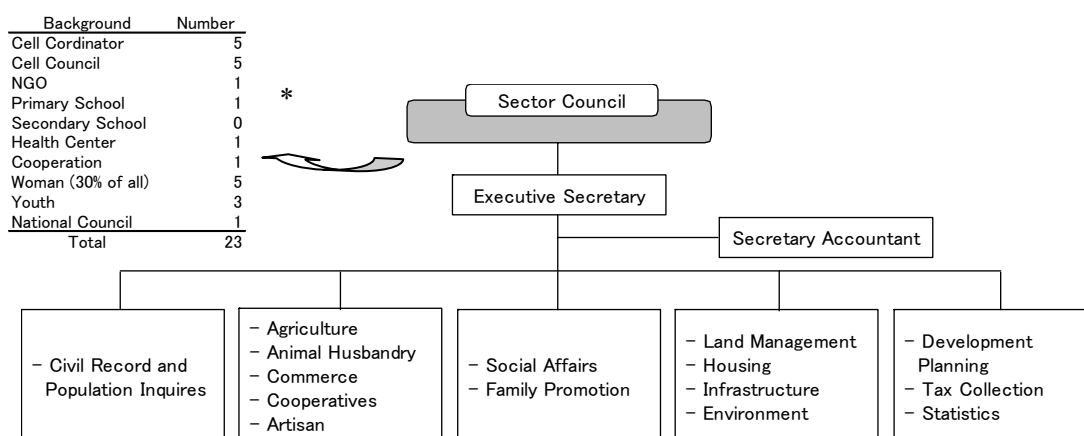 Background Number
Cell Cordinator 5
Cell Council 5
NGO 1
Primary School 1
Secondary School 0
Health Center 1
Cooperation 1
Woman (30% of all) 5
Youth 3
National Council 1
Total 23
*
Sector Council
Executive Secretary
Secretary Accountant
- Civil Record and
Population Inquires
- Agriculture
- Animal Husbandry
- Commerce
- Cooperatives
- Artisan
- Social Affairs
- Family Promotion
- Land Management
- Housing
- Infrastructure
- Environment
- Development
Planning
- Tax Collection
- Statistics